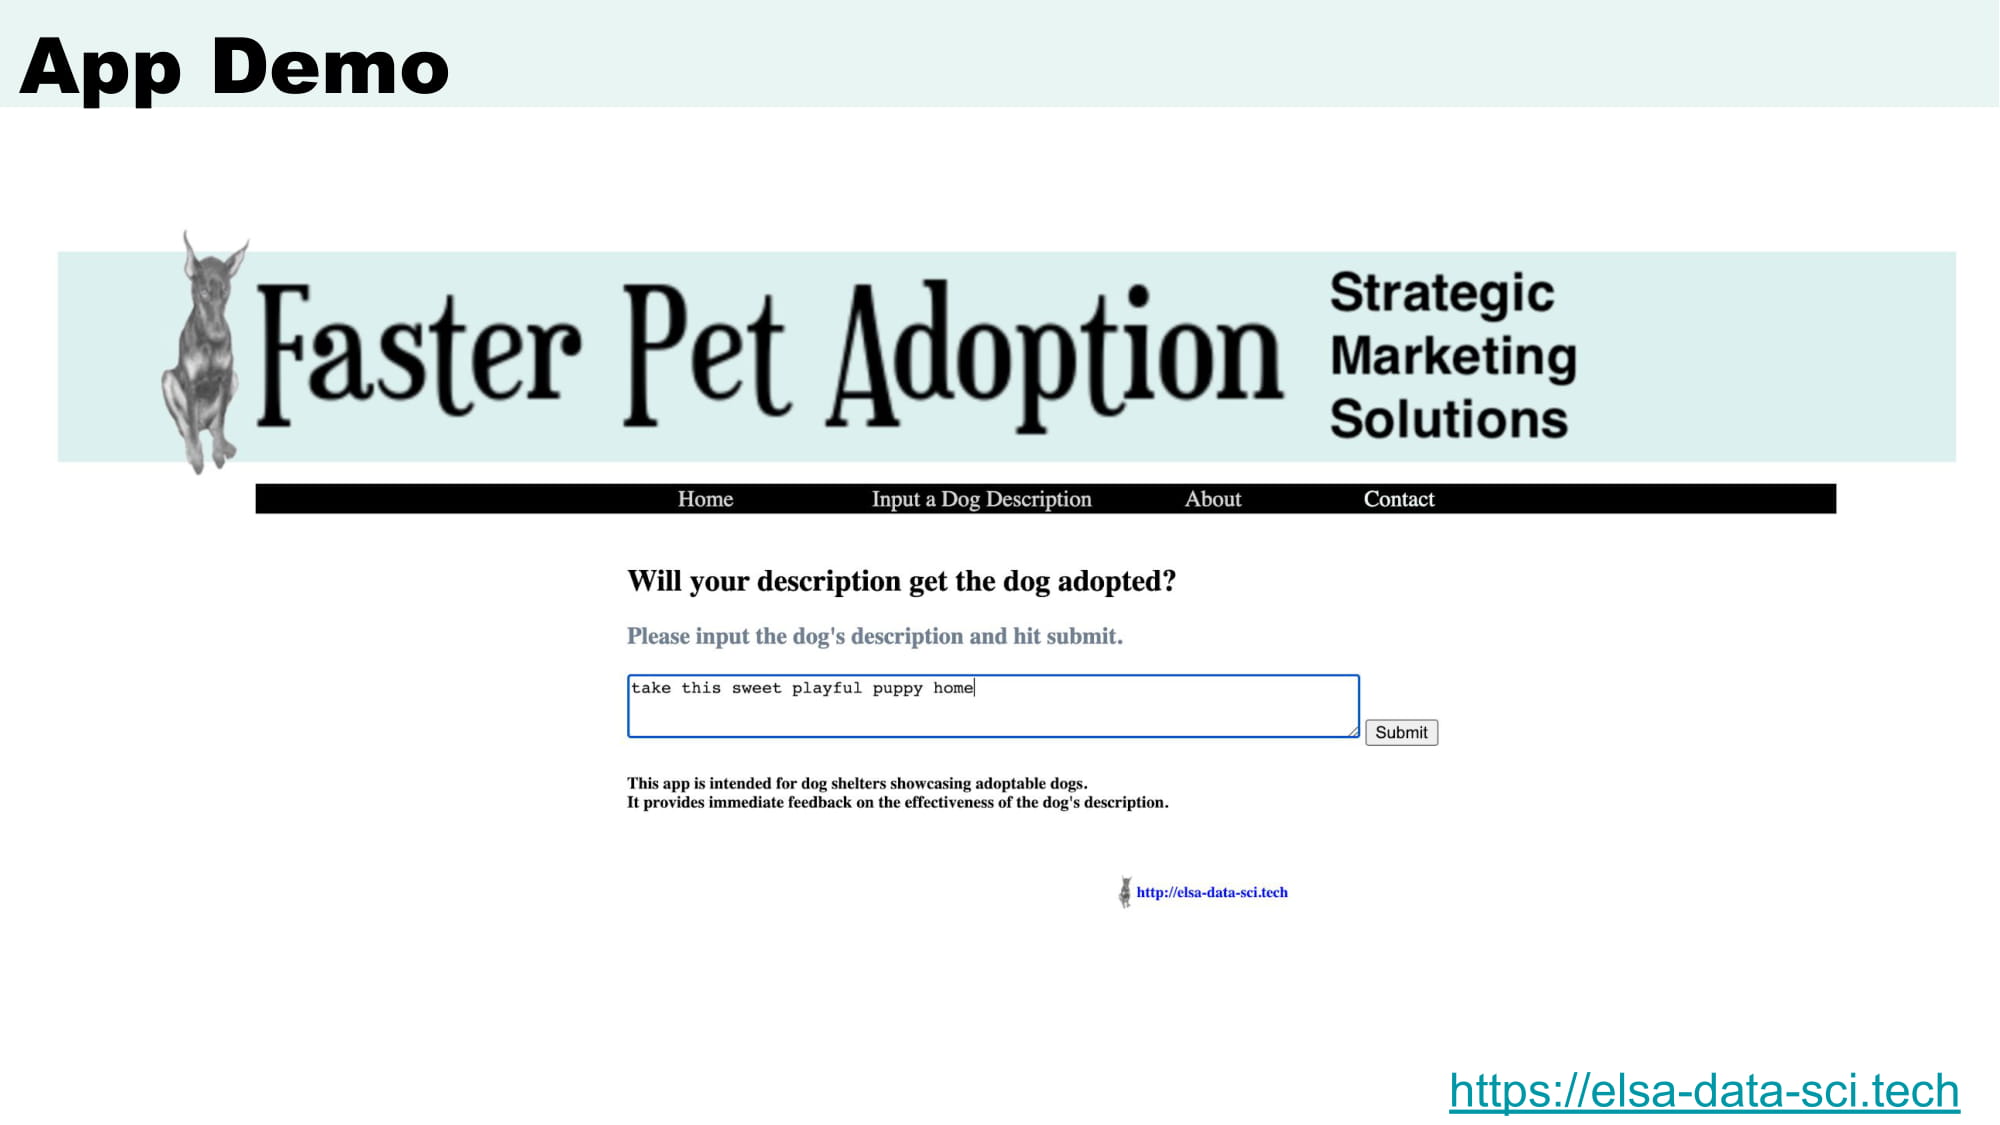 App Demo
Faster Pet Adoption
Strategic
Marketing
Solutions
Home Input a Dog Description About Contact
Will your description get the dog adopted?
Please input the dog's description and hit submit.
take this sweet playful puppy home
Submit
This app is intended for dog shelters showcasing adoptable dogs.
It provides immediate feedback on the effectiveness of the dog's description.
http://elsa-data-sci.tech
https://elsa-data-sci.tech